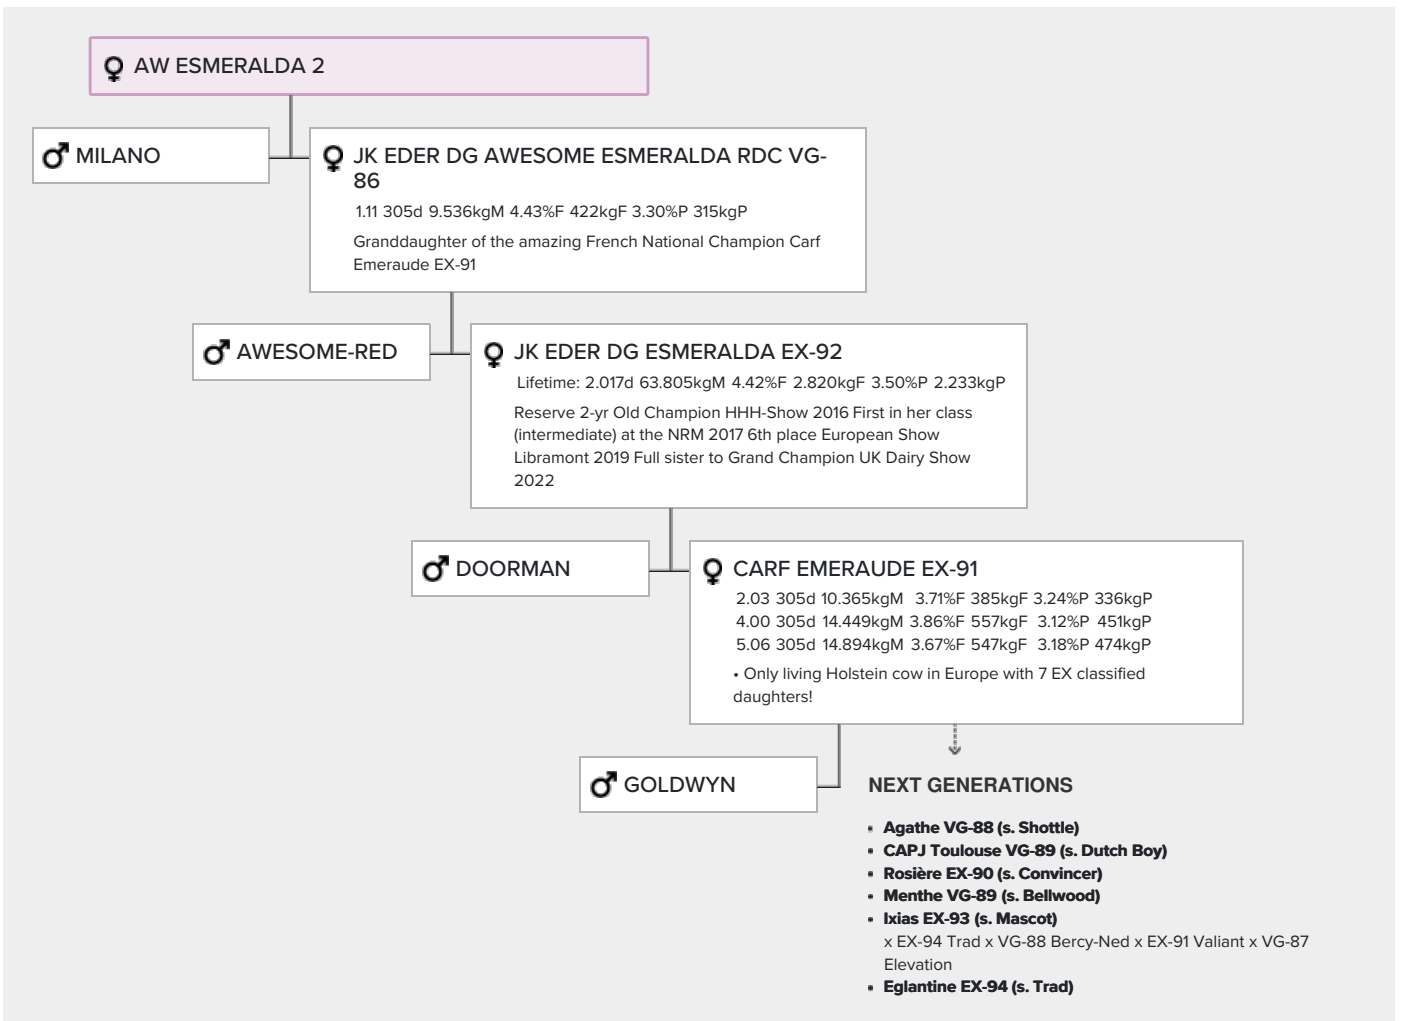 AW ESMERALDA 2
MILANO
JK EDER DG AWESOME ESMERALDA RDC VG-
86
1.11 305d 9.536kgM 4.43%F 422kgF 3.30%P 315kgP
Granddaughter of the amazing French National Champion Carf
Emeraude EX-91
AWESOME-RED
JK EDER DG ESMERALDA EX-92
Lifetime: 2.017d 63.805kgM 4.42%F 2.820kgF 3.50%P 2.233kgP
Reserve 2-yr Old Champion HHH-Show 2016 First in her class
(intermediate) at the NRM 2017 6th place European Show
Libramont 2019 Full sister to Grand Champion UK Dairy Show
2022
DOORMAN
CARF EMERAUDE EX-91
2.03 305d 10.365kgM 3.71%F 385kgF 3.24%P 336kgP
4.00 305d 14.449kgM 3.86%F 557kgF 3.12%P 451kgP
5.06 305d 14.894kgM 3.67%F 547kgF 3.18%P 474kgP
• Only living Holstein cow in Europe with 7 EX classified
daughters!
GOLDWYN
NEXT GENERATIONS
• Agathe VG-88 (s. Shottle)
• CAPJ Toulouse VG-89 (s. Dutch Boy)
• Rosière EX-90 (s. Convincer)
• Menthe VG-89 (s. Bellwood)
• Ixias EX-93 (s. Mascot)
x EX-94 Trad x VG-88 Bercy-Ned x EX-91 Valiant x VG-87
Elevation
• Eglantine EX-94 (s. Trad)